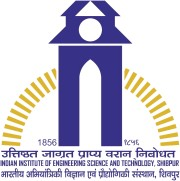 1856 १८५६
उत्तिष्ठत जाग्रत प्राप्य वरान निबोधत
INDIAN INSTITUTE OF ENGINEERING SCIENCE AND TECHNOLOGY, SHIBPUR
भारतीय अभियांत्रिकी विज्ञान एवं प्रौद्योगिकी संस्थान, शिवपुर